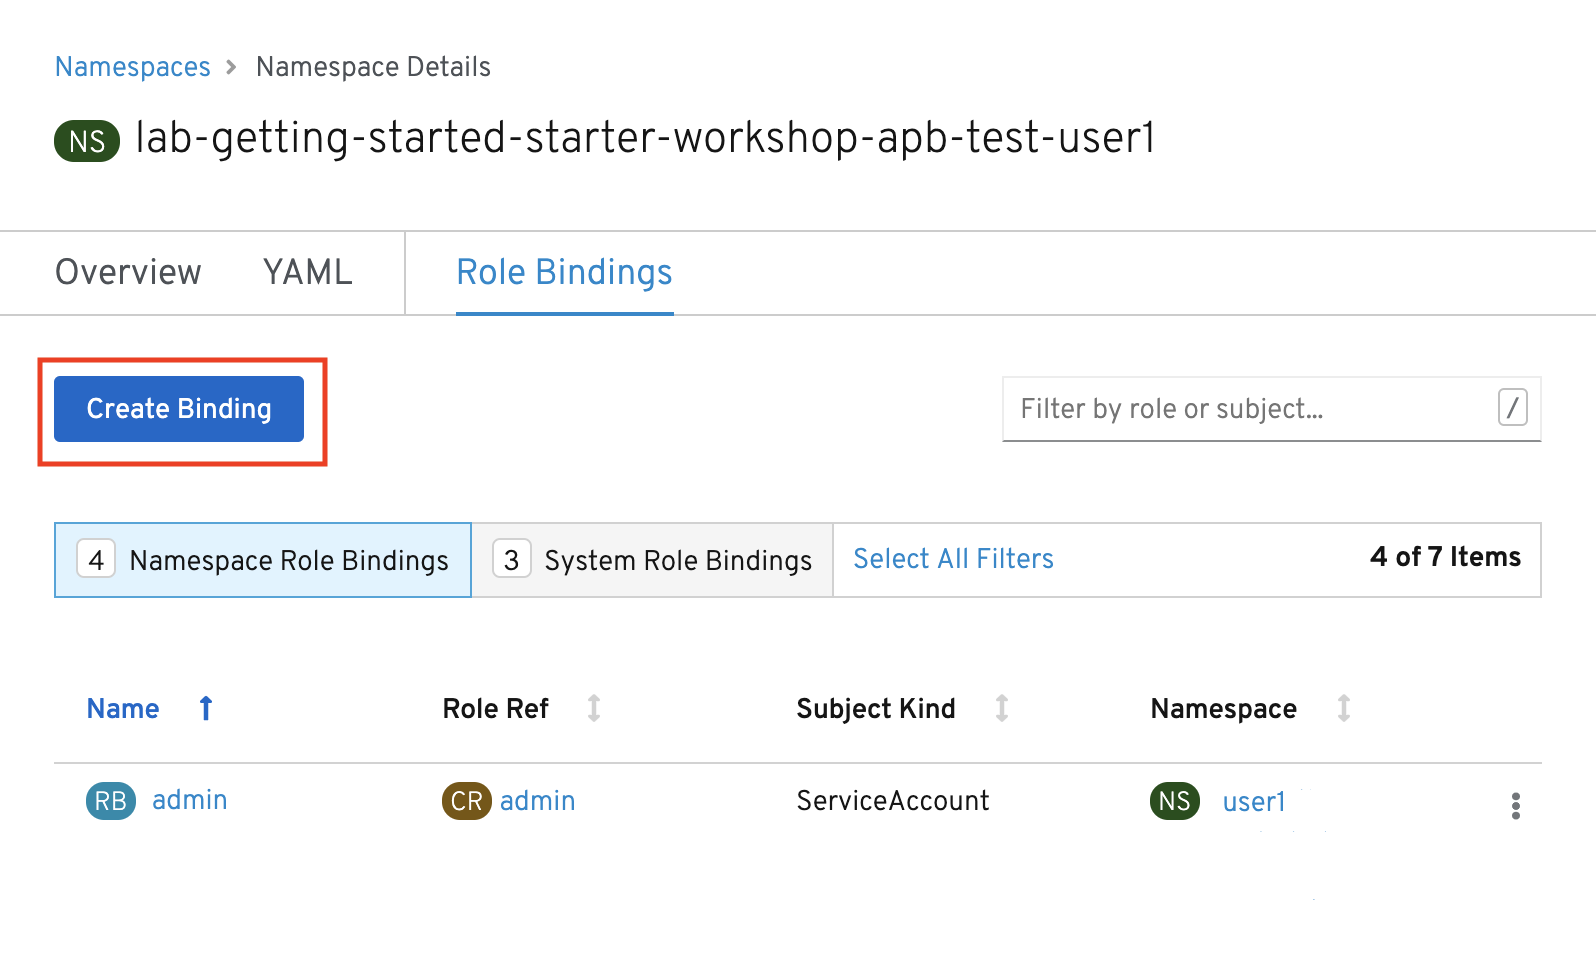 Namespaces > Namespace Details
NS lab-getting-started-starter-workshop-apb-test-user1
Overview YAML Role Bindings
Create Binding Filter by role or subject... /
4 Namespace Role Bindings 3 System Role Bindings Select All Filters 4 of 7 Items
Name Role Ref Subject Kind Namespace
RB admin CR admin ServiceAccount NS user1